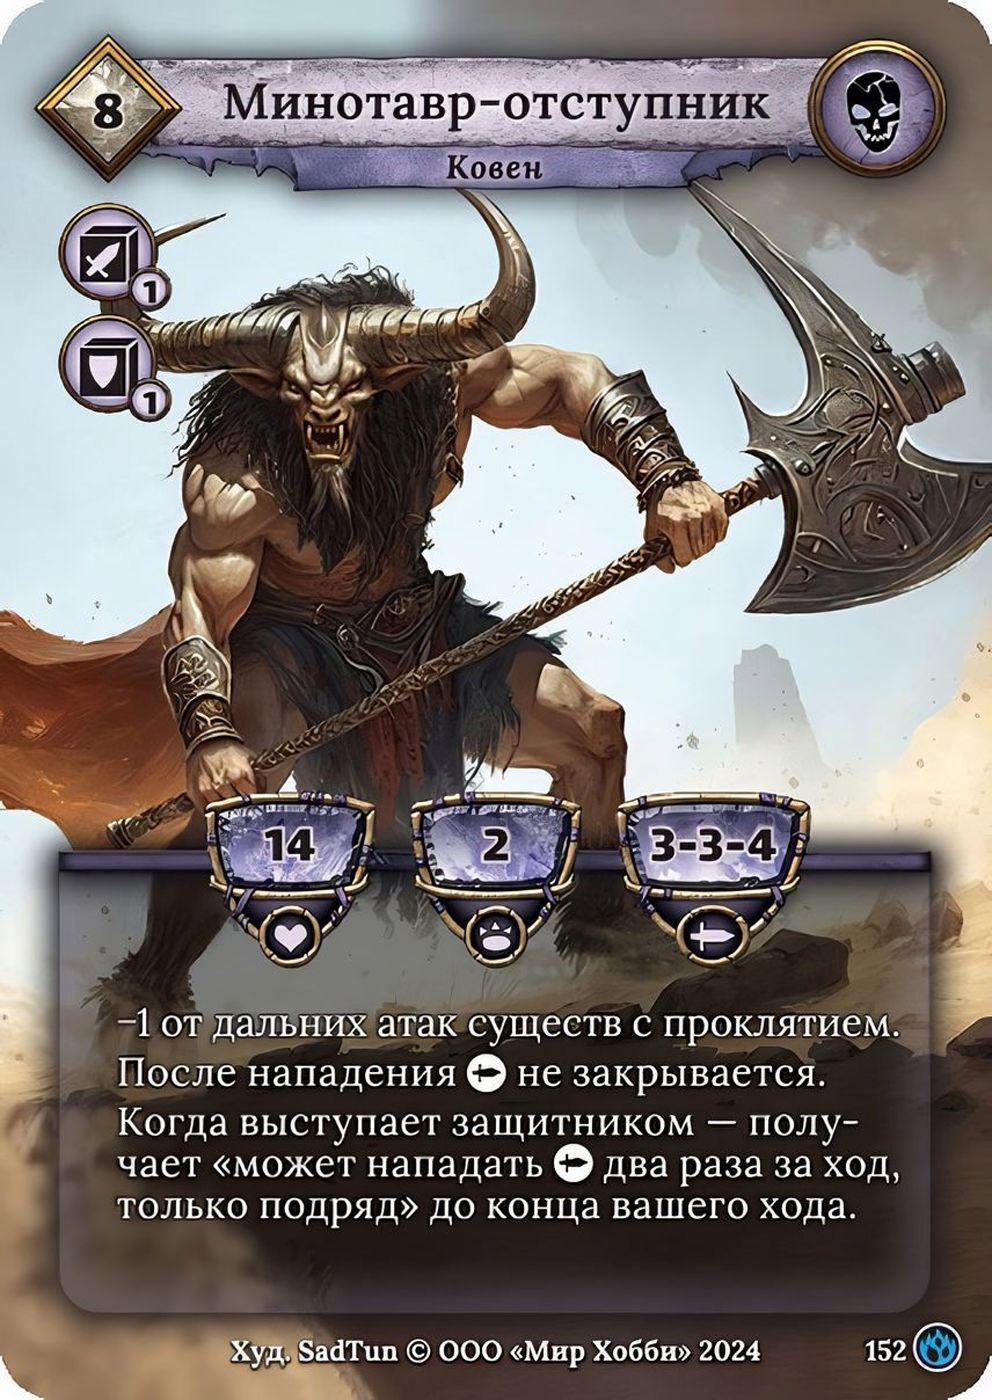 8
Минотавр-отступник
Ковен
1
1
14
2
3-3-4
–1 от дальних атак существ с проклятием.
После нападения не закрывается.
Когда выступает защитником — полу-
чает «может нападать два раза за ход,
только подряд» до конца вашего хода.
Худ. SadTun © ООО «Мир Хобби» 2024
152